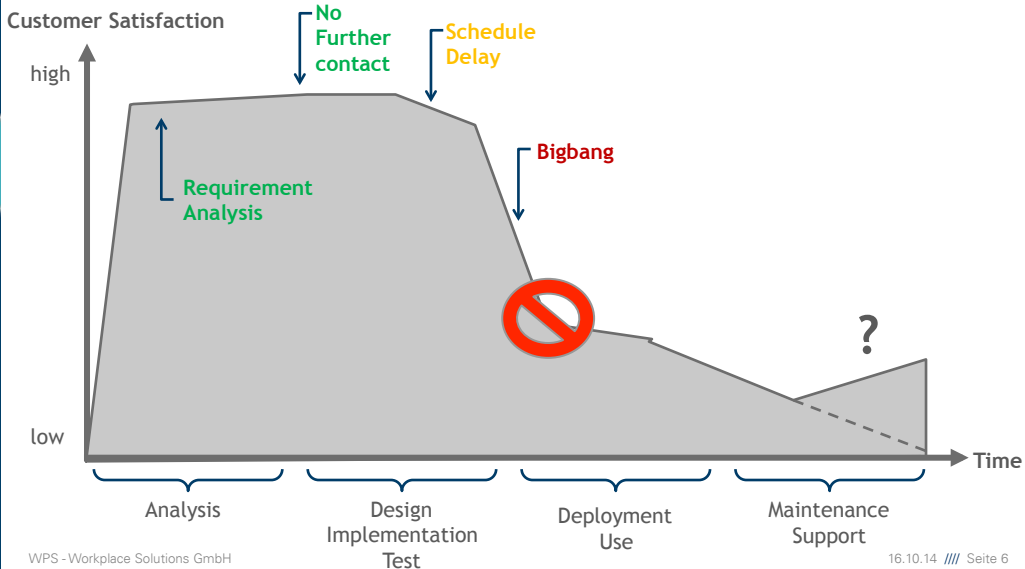 Customer Satisfaction
high
No
Further
contact
Schedule
Delay
Bigbang
Requirement
Analysis
?
low
Time
Analysis
Design
Implementation
Test
Deployment
Use
Maintenance
Support
WPS - Workplace Solutions GmbH
16.10.14 //// Seite 6